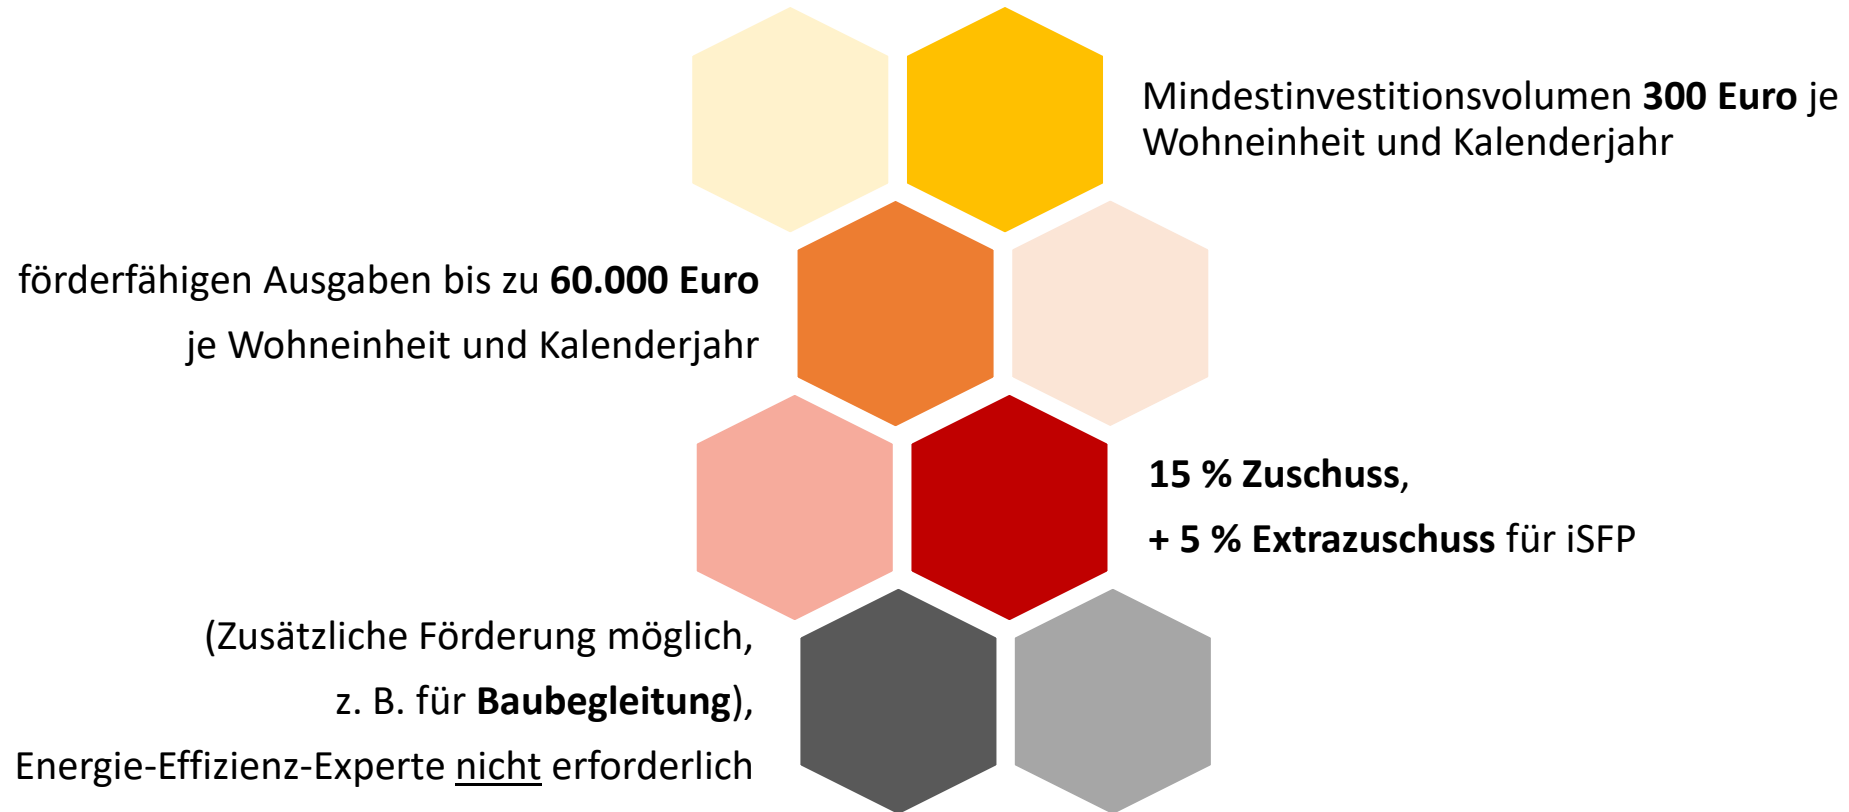 Mindestinvestitionsvolumen 300 Euro je
Wohneinheit und Kalenderjahr
förderfähigen Ausgaben bis zu 60.000 Euro
je Wohneinheit und Kalenderjahr
15 % Zuschuss,
+ 5 % Extrazuschuss für iSFP
(Zusätzliche Förderung möglich,
z. B. für Baubegleitung),
Energie-Effizienz-Experte nicht erforderlich